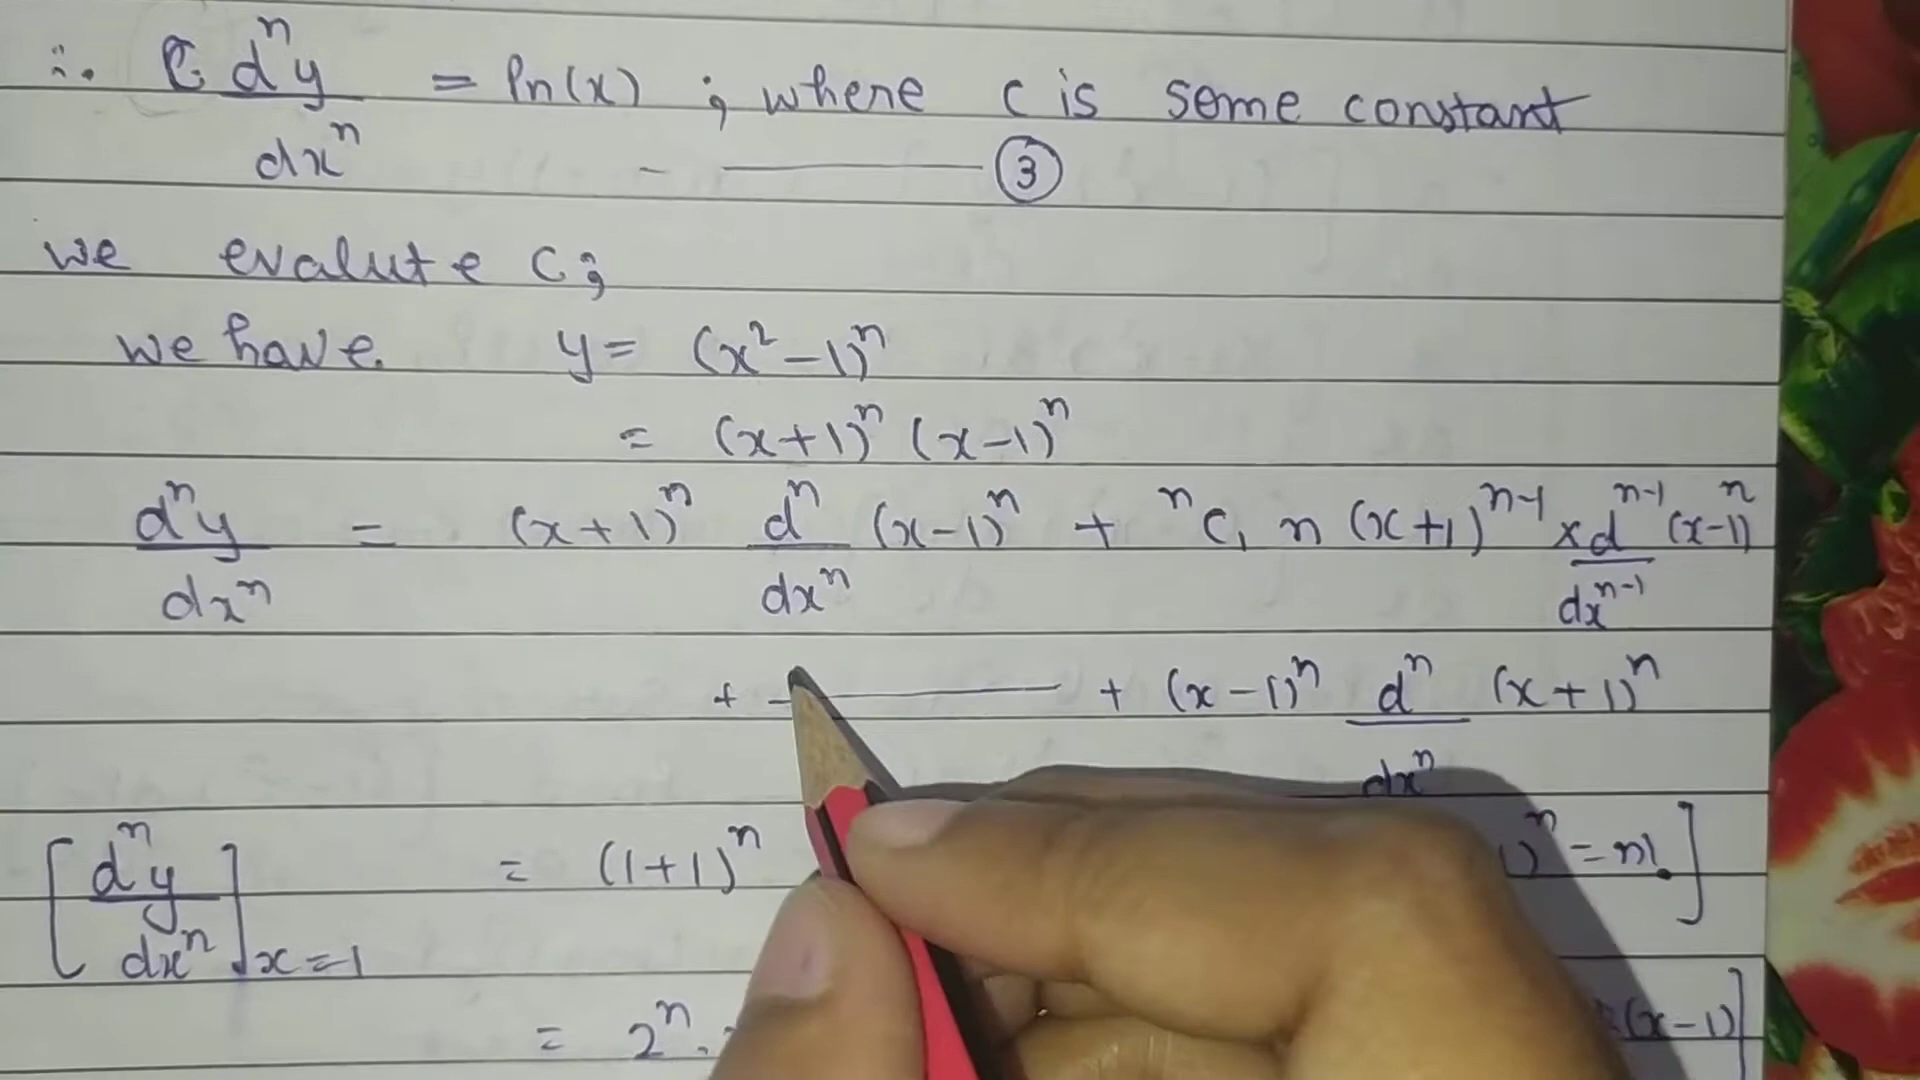 ∴ C dⁿy/dxⁿ = Pn(x) ; where c is some constant
- ——— ③
we evalute c;
we have. y = (x²-1)ⁿ
= (x+1)ⁿ (x-1)ⁿ
dⁿy/dxⁿ = (x+1)ⁿ dⁿ/dxⁿ (x-1)ⁿ + ⁿC₁ n (x+1)ⁿ⁻¹ × dⁿ⁻¹/dxⁿ⁻¹ (x-1)ⁿ
+ ——— + (x-1)ⁿ dⁿ/dxⁿ (x+1)ⁿ
[dⁿy/dxⁿ]x=1 = (1+1)ⁿ 1)ⁿ = n!.]
= 2ⁿ. (x-1)]